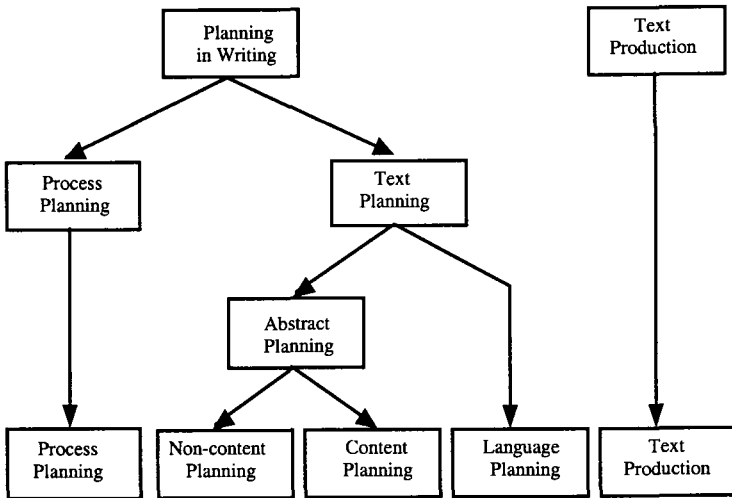 Planning
in Writing
Text
Production
Process
Planning
Text
Planning
Abstract
Planning
Process
Planning
Non-content
Planning
Content
Planning
Language
Planning
Text
Production